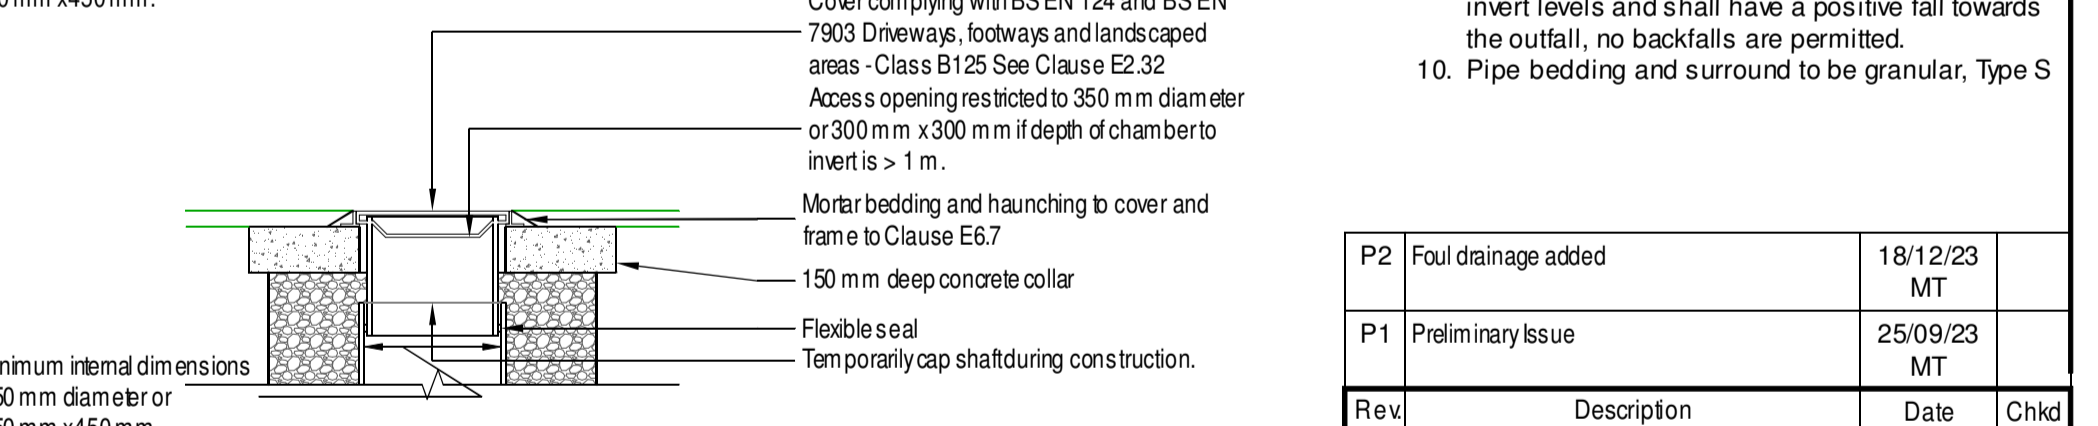 Cover complying with BS EN 124 and BS EN
7903 Driveways, footways and landscaped
areas - Class B125 See Clause E2.32
Access opening restricted to 350 mm diameter
or 300 mm x 300 mm if depth of chamber to
invert is > 1 m.
Mortar bedding and haunching to cover and
frame to Clause E6.7
150 mm deep concrete collar
Flexible seal
Temporarily cap shaft during construction.
internal dimensions
mm diameter or
mm x 450 mm
invert levels and shall have a positive fall towards
the outfall, no backfalls are permitted.
10. Pipe bedding and surround to be granular, Type S
P2 Foul drainage added 18/12/23
MT
P1 Preliminary Issue 25/09/23
MT
Rev. Description Date Chkd